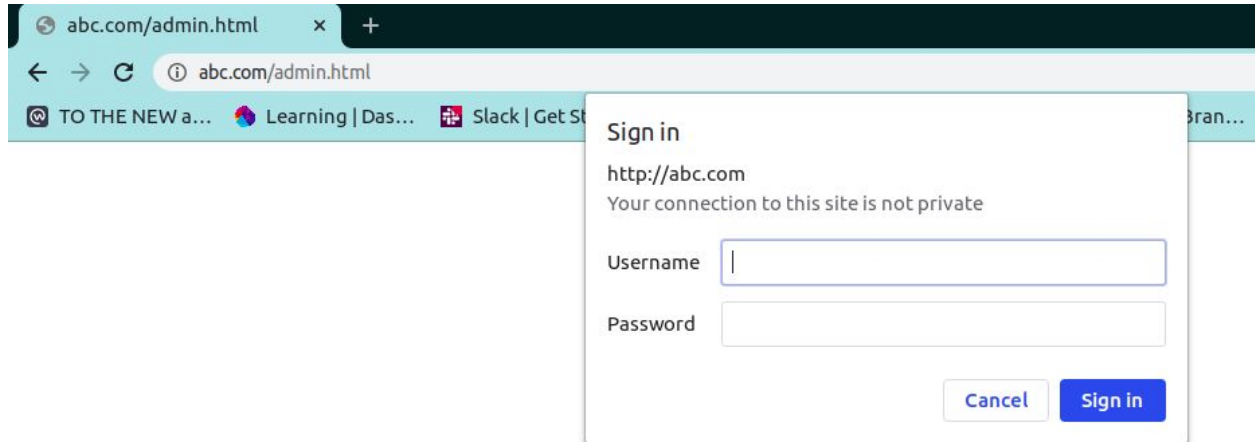 abc.com/admin.html × +
abc.com/admin.html
TO THE NEW a... Learning | Das... Slack | Get St Bran...
Sign in
http://abc.com
Your connection to this site is not private
Username
Password
Cancel Sign in